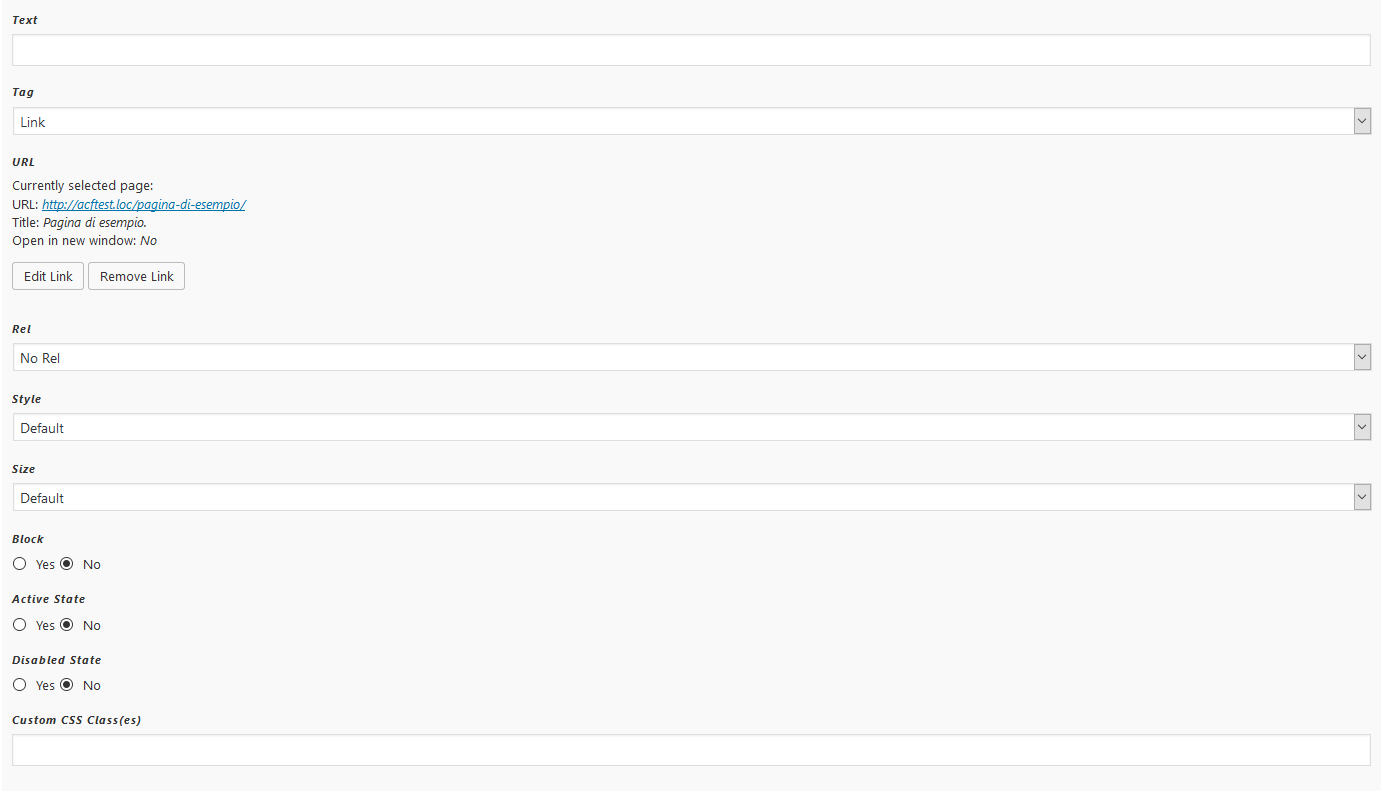 Text
Tag
Link
URL
Currently selected page:
URL: http://acftest.loc/pagina-di-esempio/
Title: Pagina di esempio.
Open in new window: No
Edit Link Remove Link
Rel
No Rel
Style
Default
Size
Default
Block
Yes No
Active State
Yes No
Disabled State
Yes No
Custom CSS Class(es)